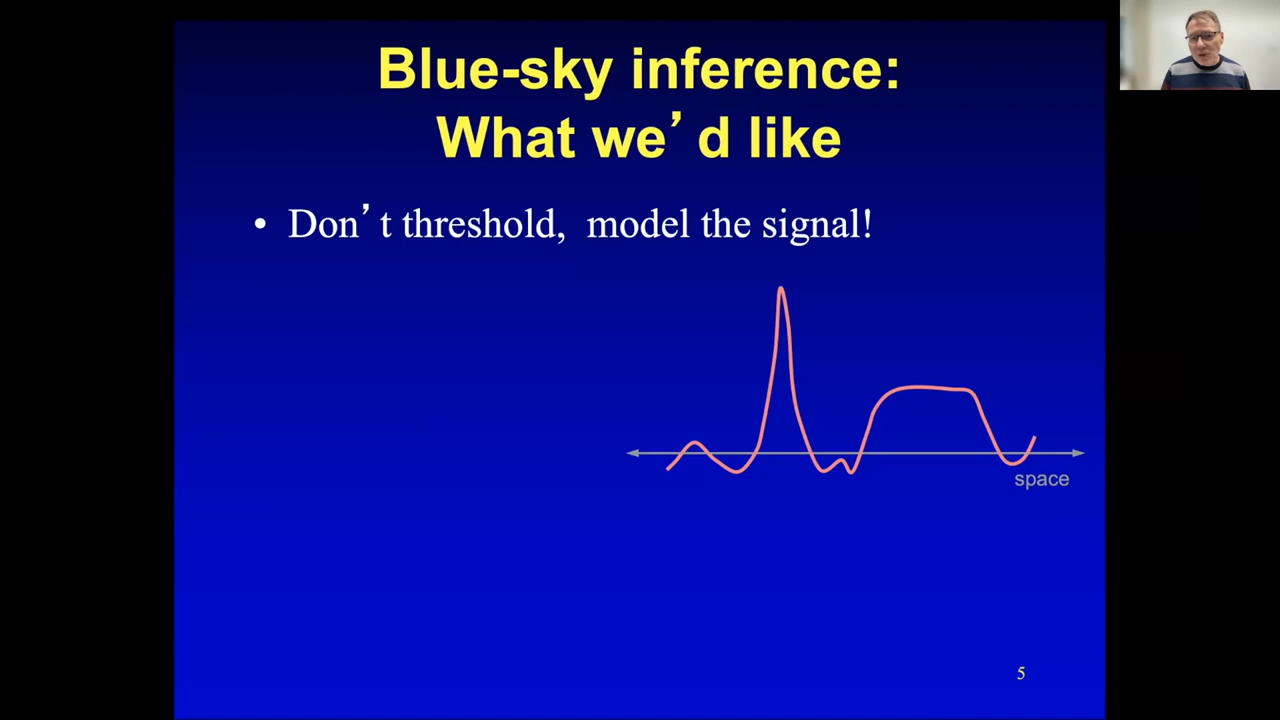 Blue-sky inference:
What we’d like
• Don’t threshold, model the signal!
space
5